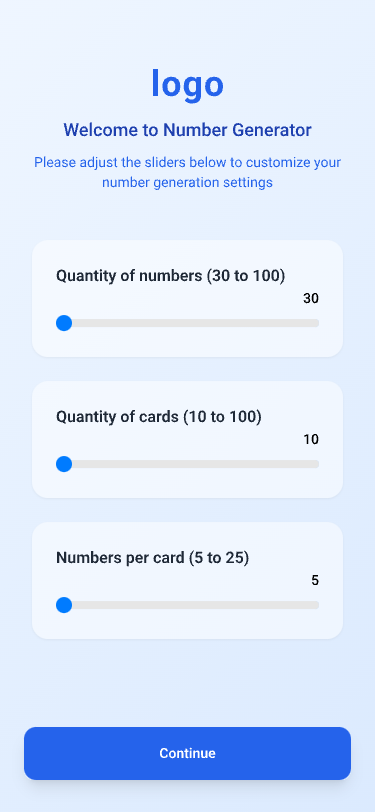 logo
Welcome to Number Generator
Please adjust the sliders below to customize your
number generation settings
Quantity of numbers (30 to 100)
30
Quantity of cards (10 to 100)
10
Numbers per card (5 to 25)
5
Continue